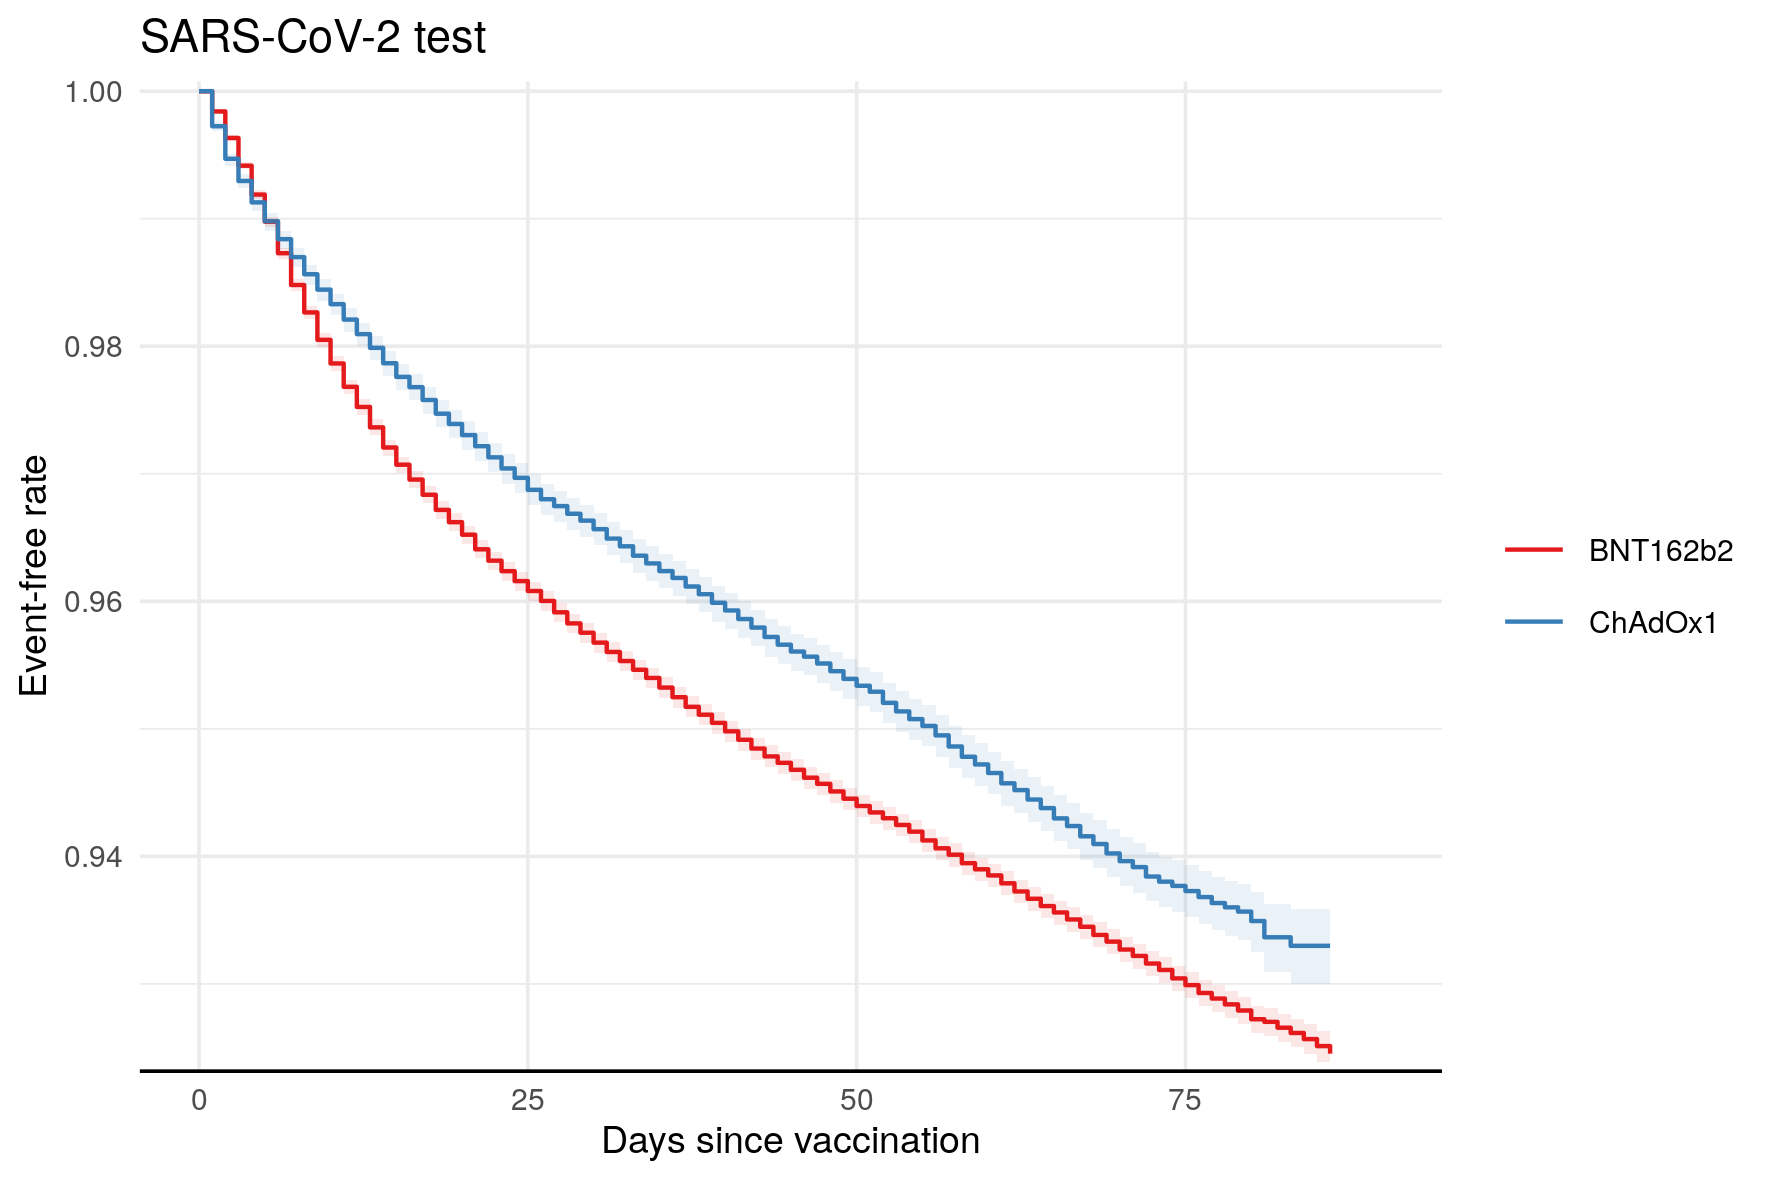 SARS-CoV-2 test
1.00
0.98
0.96
0.94
Event-free rate
0
25
50
75
Days since vaccination
BNT162b2
ChAdOx1